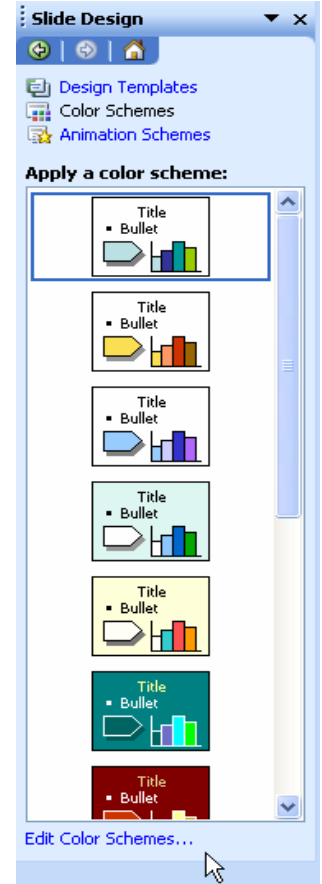 Slide Design
Design Templates
Color Schemes
Animation Schemes
Apply a color scheme:
Title
▪ Bullet
Title
▪ Bullet
Title
▪ Bullet
Title
▪ Bullet
Title
▪ Bullet
Title
▪ Bullet
Title
▪ Bullet
Edit Color Schemes...